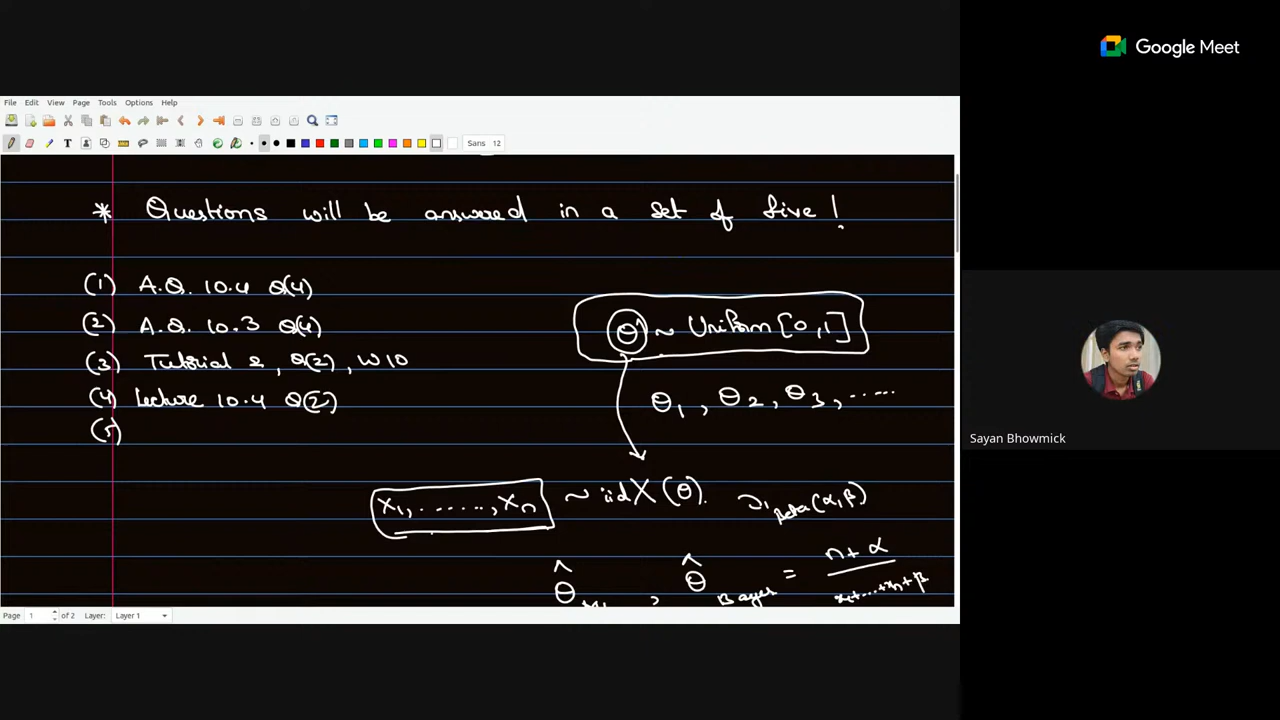 Google Meet
File Edit View Page Tools Options Help
Sans 12
* Questions will be answered in a set of five!
(1) A.Q. 10.4 Q(4)
(2) A.Q. 10.3 Q(4)
(3) Tutorial 2, Q(2), W10
(4) Lecture 10.4 Q(2)
(5)
θ ~ Uniform [0,1]
θ1, θ2, θ3, ......
X1, ......, Xn ~ iid X(θ). Beta(α,β)
θ̂ , θ̂ Bayes = n+α / x1+...+xn+β
Page 1 of 2 Layer: Layer 1
Sayan Bhowmick